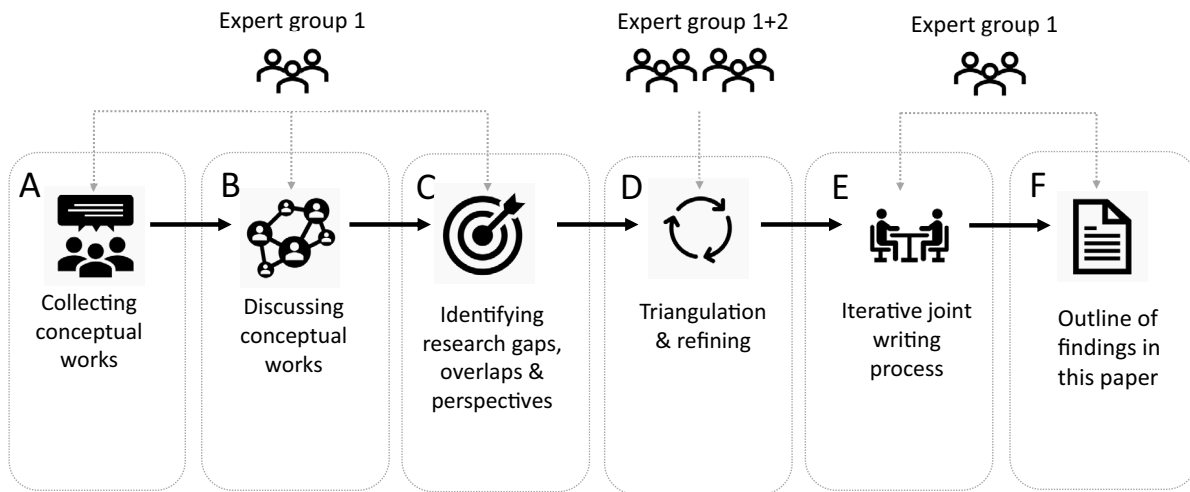 Expert group 1
Expert group 1+2
Expert group 1
A
Collecting
conceptual
works
B
Discussing
conceptual
works
C
Identifying
research gaps,
overlaps &
perspectives
D
Triangulation
& refining
E
Iterative joint
writing
process
F
Outline of
findings in
this paper